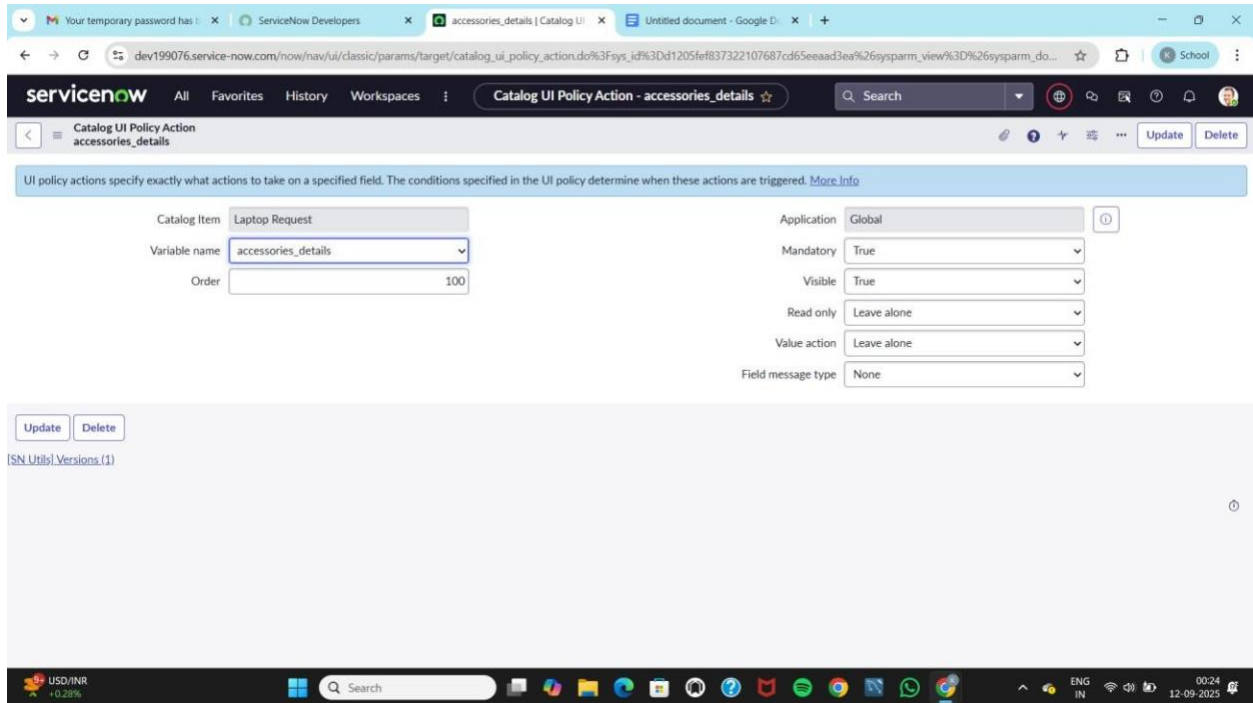 Your temporary password has b
ServiceNow Developers
accessories_details | Catalog UI
Untitled document - Google Do
dev199076.service-now.com/now/nav/ui/classic/params/target/catalog_ui_policy_action.do%3Fsys_id%3Dd1205fef837322107687cd65eeaad3ea%26sysparm_view%3D%26sysparm_do...
School
servicenow All Favorites History Workspaces Catalog UI Policy Action - accessories_details Search
Catalog UI Policy Action
accessories_details
Update Delete
UI policy actions specify exactly what actions to take on a specified field. The conditions specified in the UI policy determine when these actions are triggered. More Info
Catalog Item Laptop Request Application Global
Variable name accessories_details Mandatory True
Order 100 Visible True
Read only Leave alone
Value action Leave alone
Field message type None
Update Delete
[SN Utils] Versions (1)
9+ USD/INR
+0.28%
Search
ENG
IN
00:24
12-09-2025